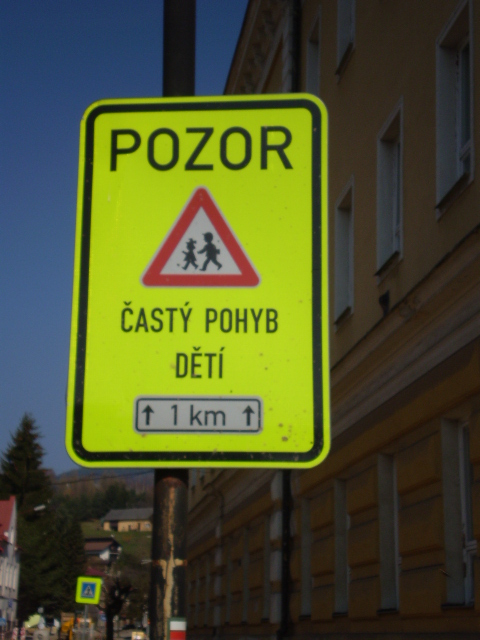 POZOR
ČASTÝ POHYB
DĚTÍ
↑ 1 km ↑